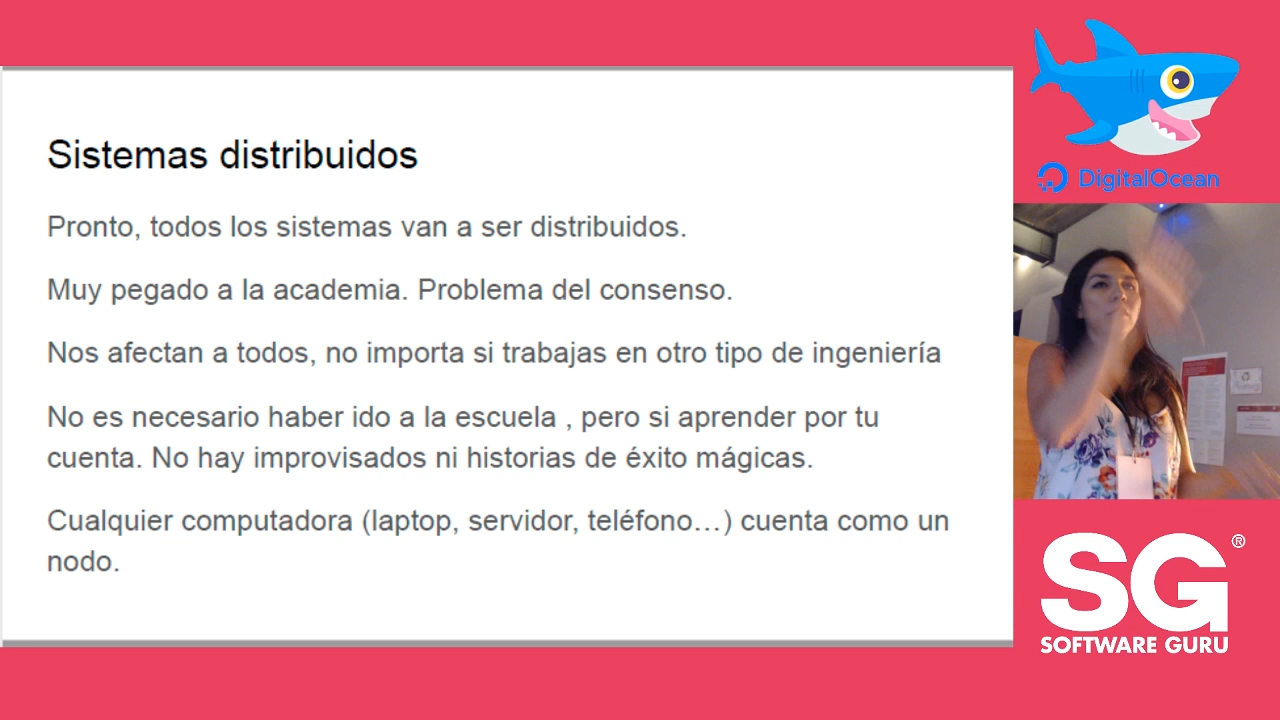 Sistemas distribuidos
Pronto, todos los sistemas van a ser distribuidos.
Muy pegado a la academia. Problema del consenso.
Nos afectan a todos, no importa si trabajas en otro tipo de ingeniería
No es necesario haber ido a la escuela , pero si aprender por tu
cuenta. No hay improvisados ni historias de éxito mágicas.
Cualquier computadora (laptop, servidor, teléfono…) cuenta como un
nodo.
DigitalOcean
SG®
SOFTWARE GURU